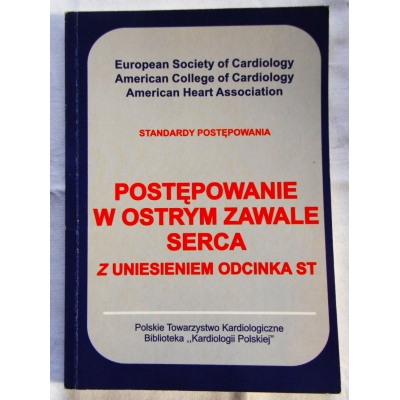 European Society of Cardiology
American College of Cardiology
American Heart Association
STANDARDY POSTĘPOWANIA
POSTĘPOWANIE
W OSTRYM ZAWALE
SERCA
Z UNIESIENIEM ODCINKA ST
Polskie Towarzystwo Kardiologiczne
Biblioteka ,,Kardiologii Polskiej"